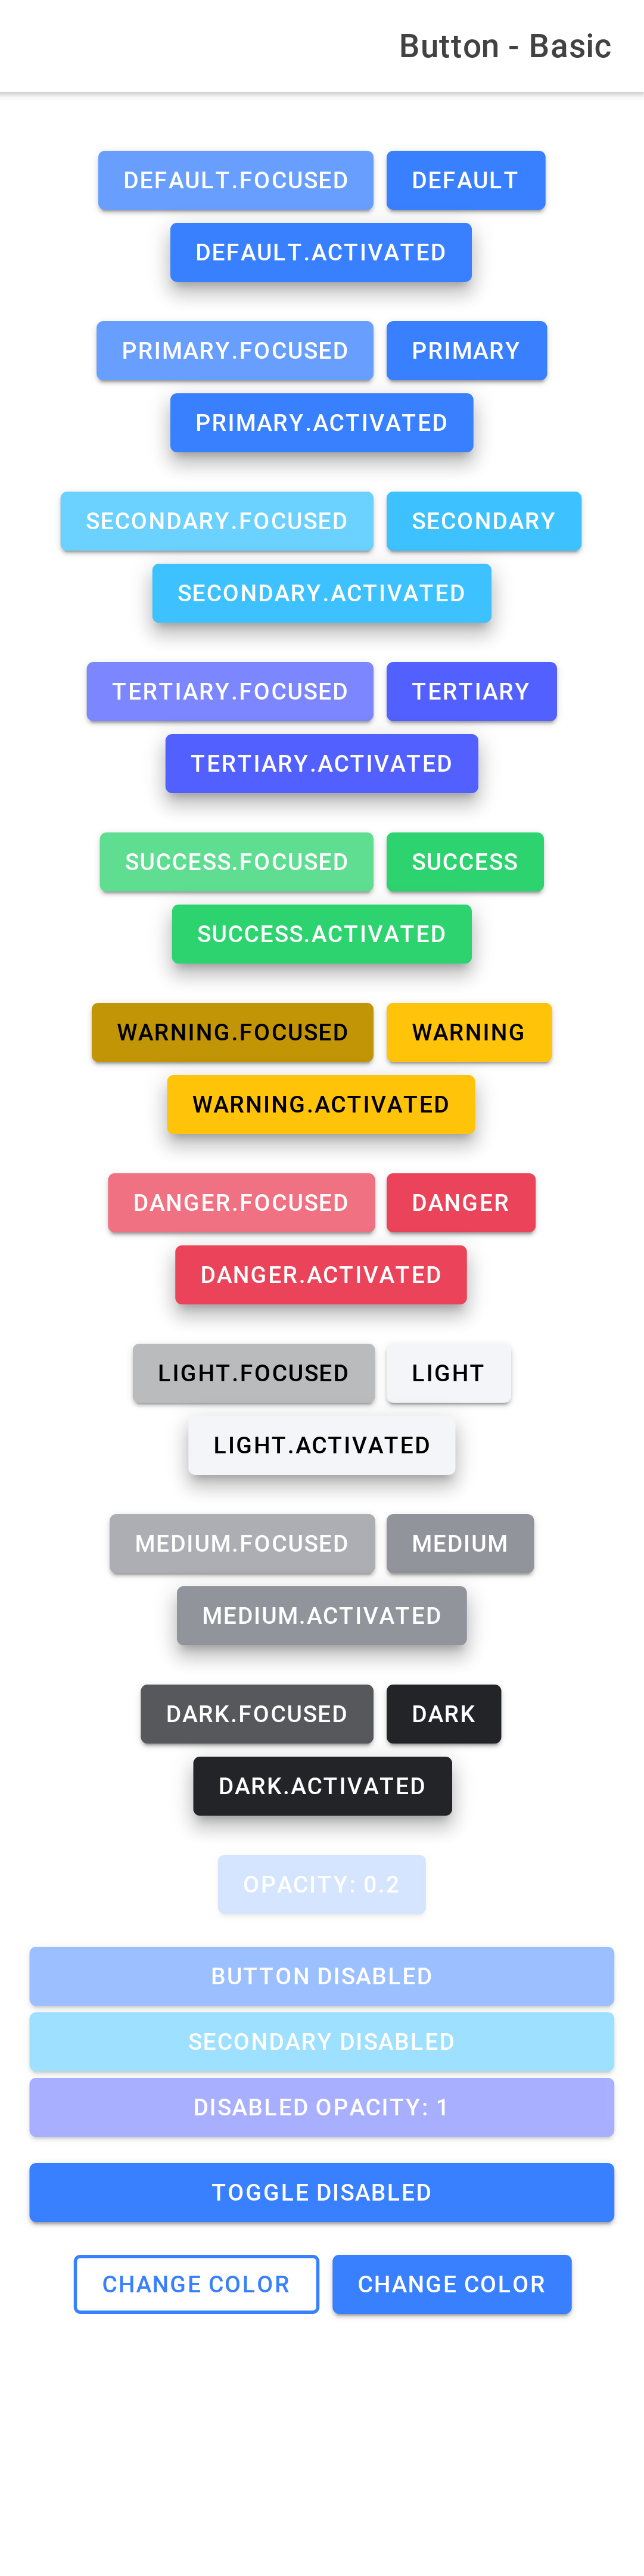 Button - Basic
DEFAULT.FOCUSED DEFAULT
DEFAULT.ACTIVATED
PRIMARY.FOCUSED PRIMARY
PRIMARY.ACTIVATED
SECONDARY.FOCUSED SECONDARY
SECONDARY.ACTIVATED
TERTIARY.FOCUSED TERTIARY
TERTIARY.ACTIVATED
SUCCESS.FOCUSED SUCCESS
SUCCESS.ACTIVATED
WARNING.FOCUSED WARNING
WARNING.ACTIVATED
DANGER.FOCUSED DANGER
DANGER.ACTIVATED
LIGHT.FOCUSED LIGHT
LIGHT.ACTIVATED
MEDIUM.FOCUSED MEDIUM
MEDIUM.ACTIVATED
DARK.FOCUSED DARK
DARK.ACTIVATED
OPACITY: 0.2
BUTTON DISABLED
SECONDARY DISABLED
DISABLED OPACITY: 1
TOGGLE DISABLED
CHANGE COLOR CHANGE COLOR